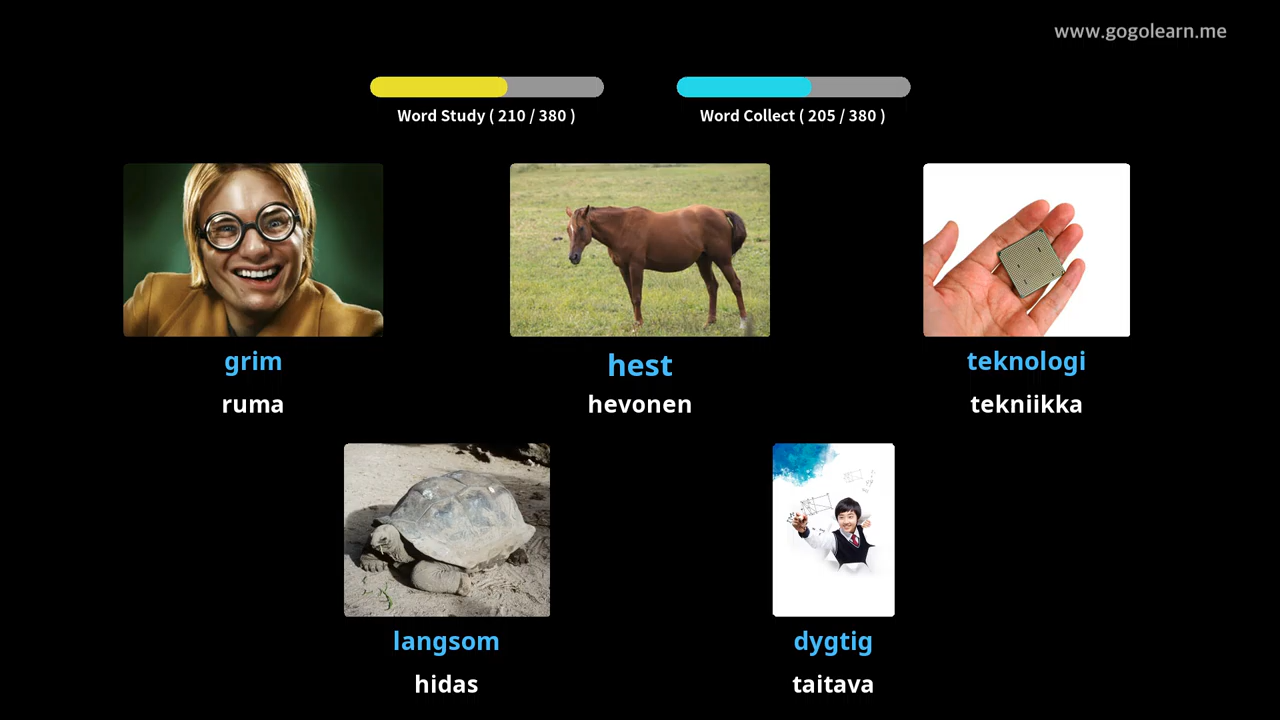 www.gogolearn.me
Word Study ( 210 / 380 )
Word Collect ( 205 / 380 )
grim
ruma
hest
hevonen
teknologi
tekniikka
langsom
hidas
dygtig
taitava